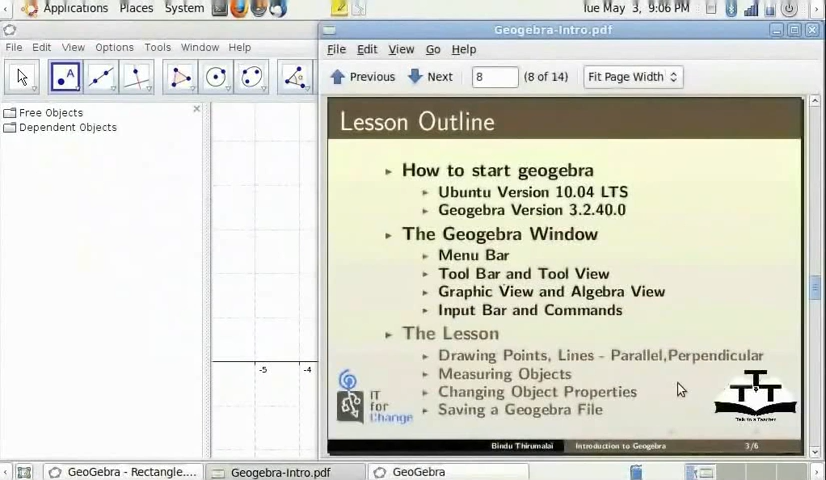 Applications Places System
Tue May 3, 9:06 PM
File Edit View Options Tools Window Help
A
Free Objects
Dependent Objects
-5 -4
Geogebra-Intro.pdf
File Edit View Go Help
Previous Next 8 (8 of 14) Fit Page Width
Lesson Outline
How to start geogebra
Ubuntu Version 10.04 LTS
Geogebra Version 3.2.40.0
The Geogebra Window
Menu Bar
Tool Bar and Tool View
Graphic View and Algebra View
Input Bar and Commands
The Lesson
Drawing Points, Lines - Parallel,Perpendicular
Measuring Objects
Changing Object Properties
Saving a Geogebra File
IT
for
Change
T T T
Talk to a Teacher
Bindu Thirumalai Introduction to Geogebra 3/6
GeoGebra - Rectangle.... Geogebra-Intro.pdf GeoGebra